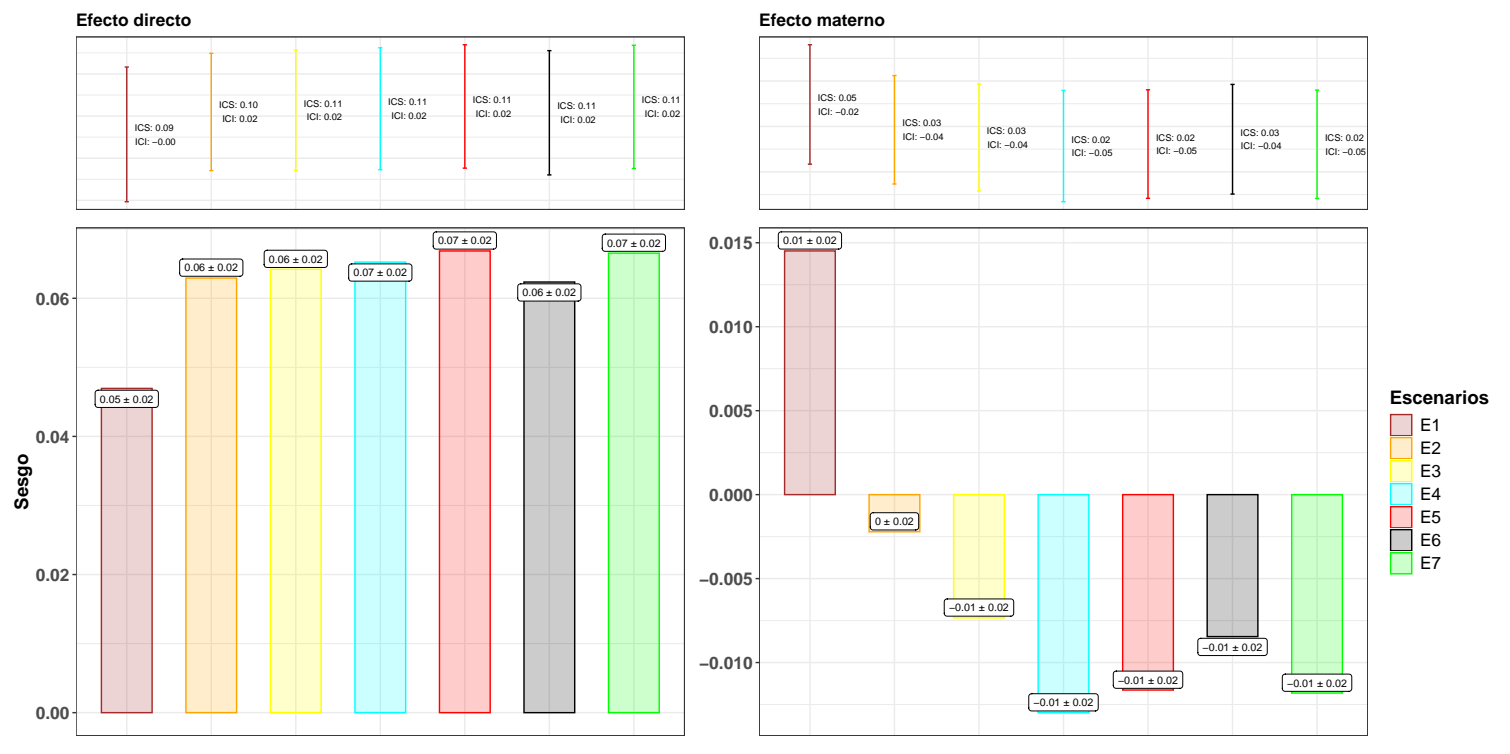 Efecto directo
ICS: 0.09
ICI: −0.00
ICS: 0.10
ICI: 0.02
ICS: 0.11
ICI: 0.02
ICS: 0.11
ICI: 0.02
ICS: 0.11
ICI: 0.02
ICS: 0.11
ICI: 0.02
ICS: 0.11
ICI: 0.02
Efecto materno
ICS: 0.05
ICI: −0.02
ICS: 0.03
ICI: −0.04
ICS: 0.03
ICI: −0.04
ICS: 0.02
ICI: −0.05
ICS: 0.02
ICI: −0.05
ICS: 0.03
ICI: −0.04
ICS: 0.02
ICI: −0.05
Sesgo
0.06
0.04
0.02
0.00
0.05 ± 0.02
0.06 ± 0.02
0.06 ± 0.02
0.07 ± 0.02
0.07 ± 0.02
0.06 ± 0.02
0.07 ± 0.02
0.015
0.010
0.005
0.000
−0.005
−0.010
0.01 ± 0.02
0 ± 0.02
−0.01 ± 0.02
−0.01 ± 0.02
−0.01 ± 0.02
−0.01 ± 0.02
−0.01 ± 0.02
Escenarios
E1
E2
E3
E4
E5
E6
E7